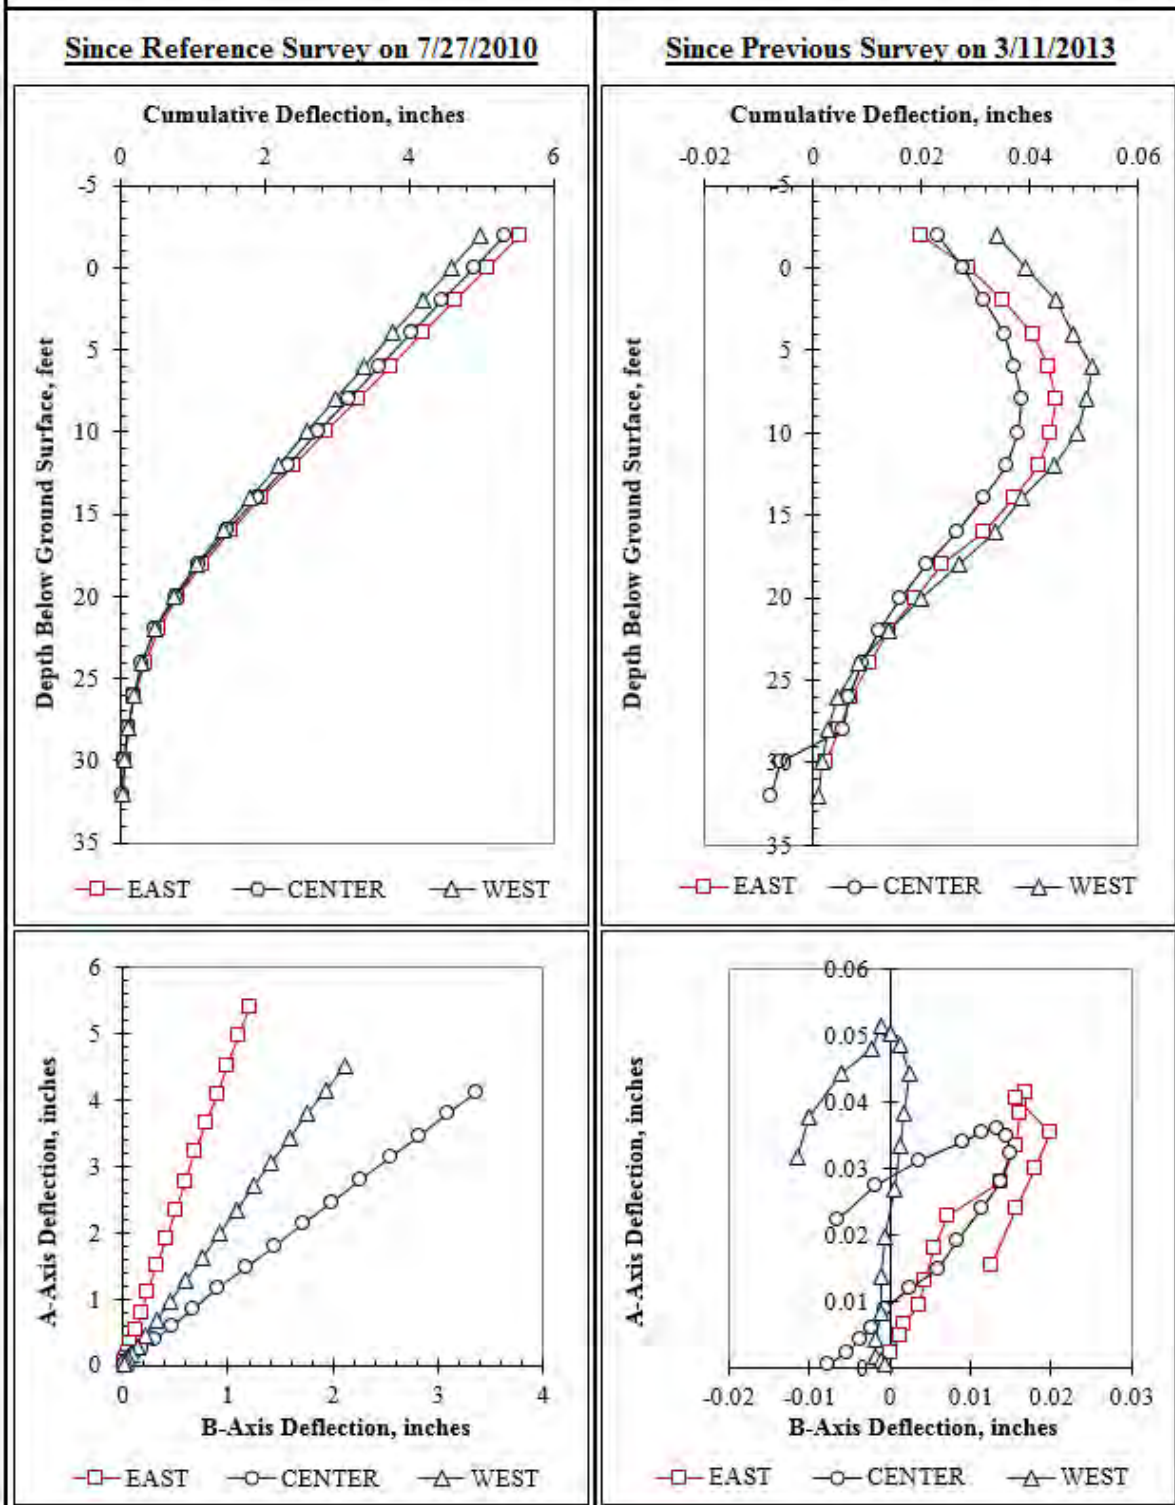 Since Reference Survey on 7/27/2010
Since Previous Survey on 3/11/2013
Cumulative Deflection, inches
0 2 4 6
-5
0
5
10
15
20
25
30
35
Depth Below Ground Surface, feet
EAST CENTER WEST
Cumulative Deflection, inches
-0.02 0 0.02 0.04 0.06
-5
0
5
10
15
20
25
30
35
Depth Below Ground Surface, feet
EAST CENTER WEST
6
5
4
3
2
1
0
A-Axis Deflection, inches
0 1 2 3 4
B-Axis Deflection, inches
EAST CENTER WEST
0.06
0.05
0.04
0.03
0.02
0.01
0
A-Axis Deflection, inches
-0.02 -0.01 0 0.01 0.02 0.03
B-Axis Deflection, inches
EAST CENTER WEST